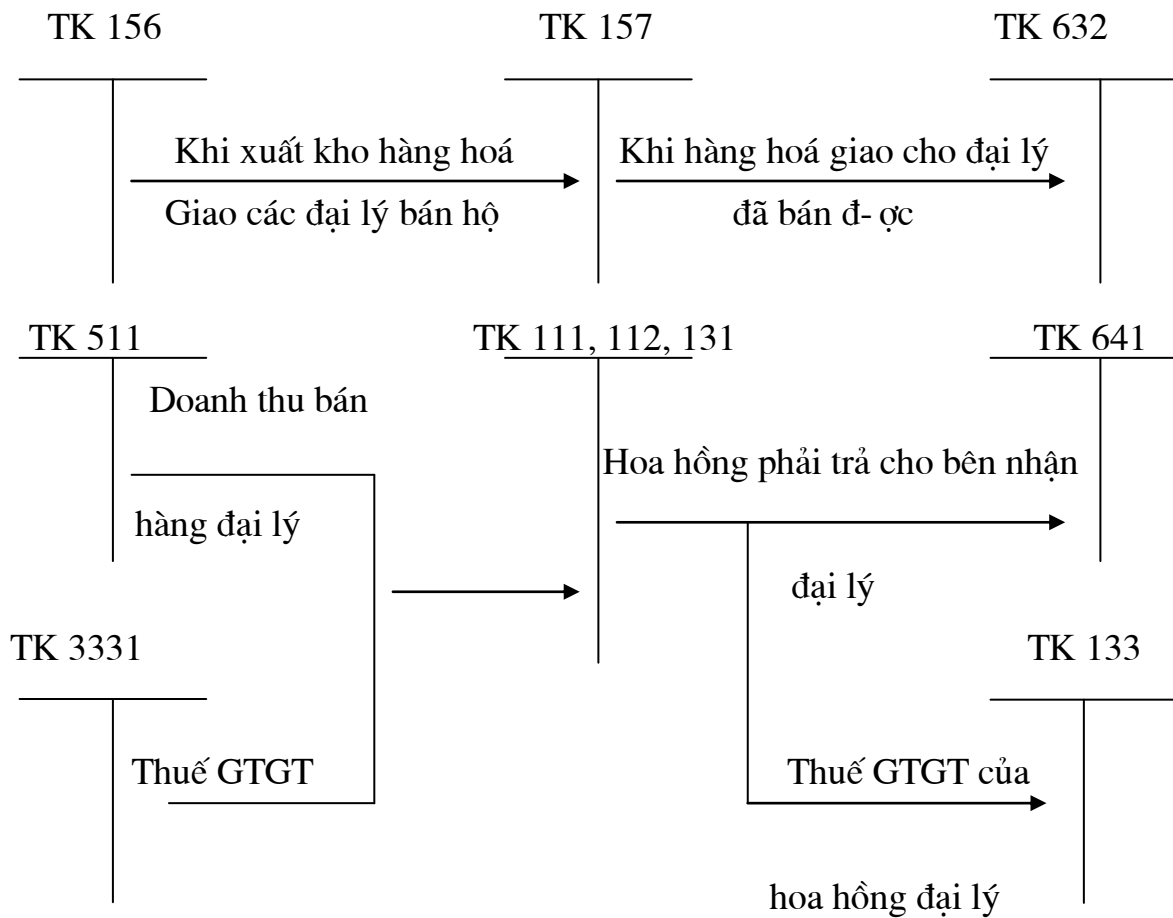 TK 156 TK 157 TK 632
Khi xuất kho hàng hoá Khi hàng hoá giao cho đại lý
Giao các đại lý bán hộ đã bán đ- ợc
TK 511 TK 111, 112, 131 TK 641
Doanh thu bán
Hoa hồng phải trả cho bên nhận
hàng đại lý
đại lý
TK 3331 TK 133
Thuế GTGT Thuế GTGT của
hoa hồng đại lý